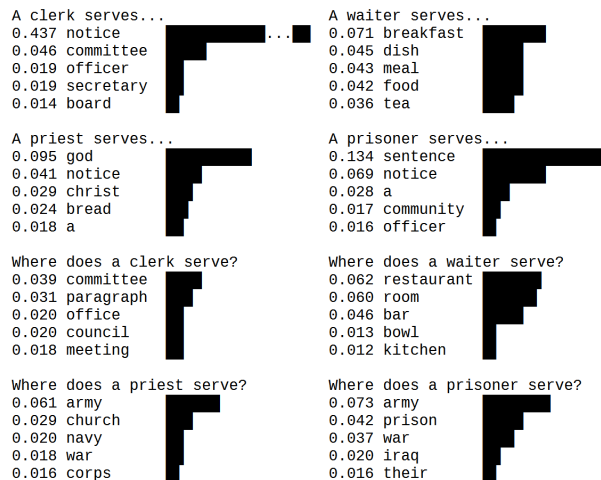 A clerk serves...
0.437 notice ...
0.046 committee
0.019 officer
0.019 secretary
0.014 board
A waiter serves...
0.071 breakfast
0.045 dish
0.043 meal
0.042 food
0.036 tea
A priest serves...
0.095 god
0.041 notice
0.029 christ
0.024 bread
0.018 a
A prisoner serves...
0.134 sentence
0.069 notice
0.028 a
0.017 community
0.016 officer
Where does a clerk serve?
0.039 committee
0.031 paragraph
0.020 office
0.020 council
0.018 meeting
Where does a waiter serve?
0.062 restaurant
0.060 room
0.046 bar
0.013 bowl
0.012 kitchen
Where does a priest serve?
0.061 army
0.029 church
0.020 navy
0.018 war
0.016 corps
Where does a prisoner serve?
0.073 army
0.042 prison
0.037 war
0.020 iraq
0.016 their